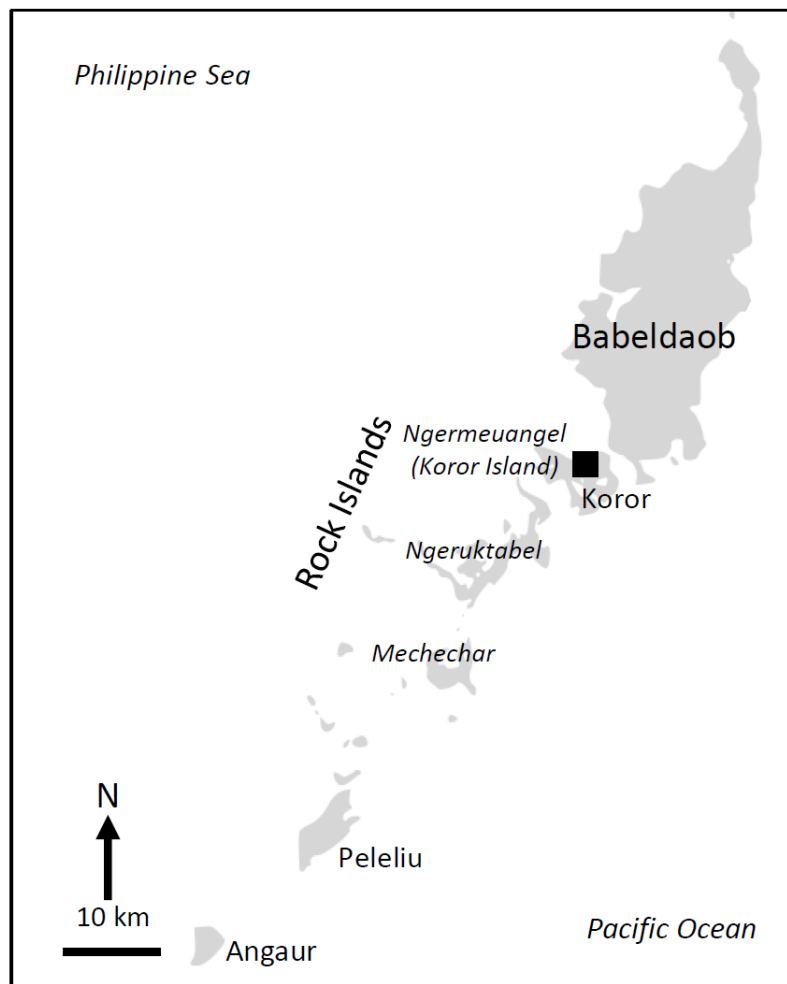 Philippine Sea
Babeldaob
Rock Islands
Ngermeuangel
(Koror Island)
Koror
Ngeruktabel
Mechechar
N
10 km
Peleliu
Angaur
Pacific Ocean